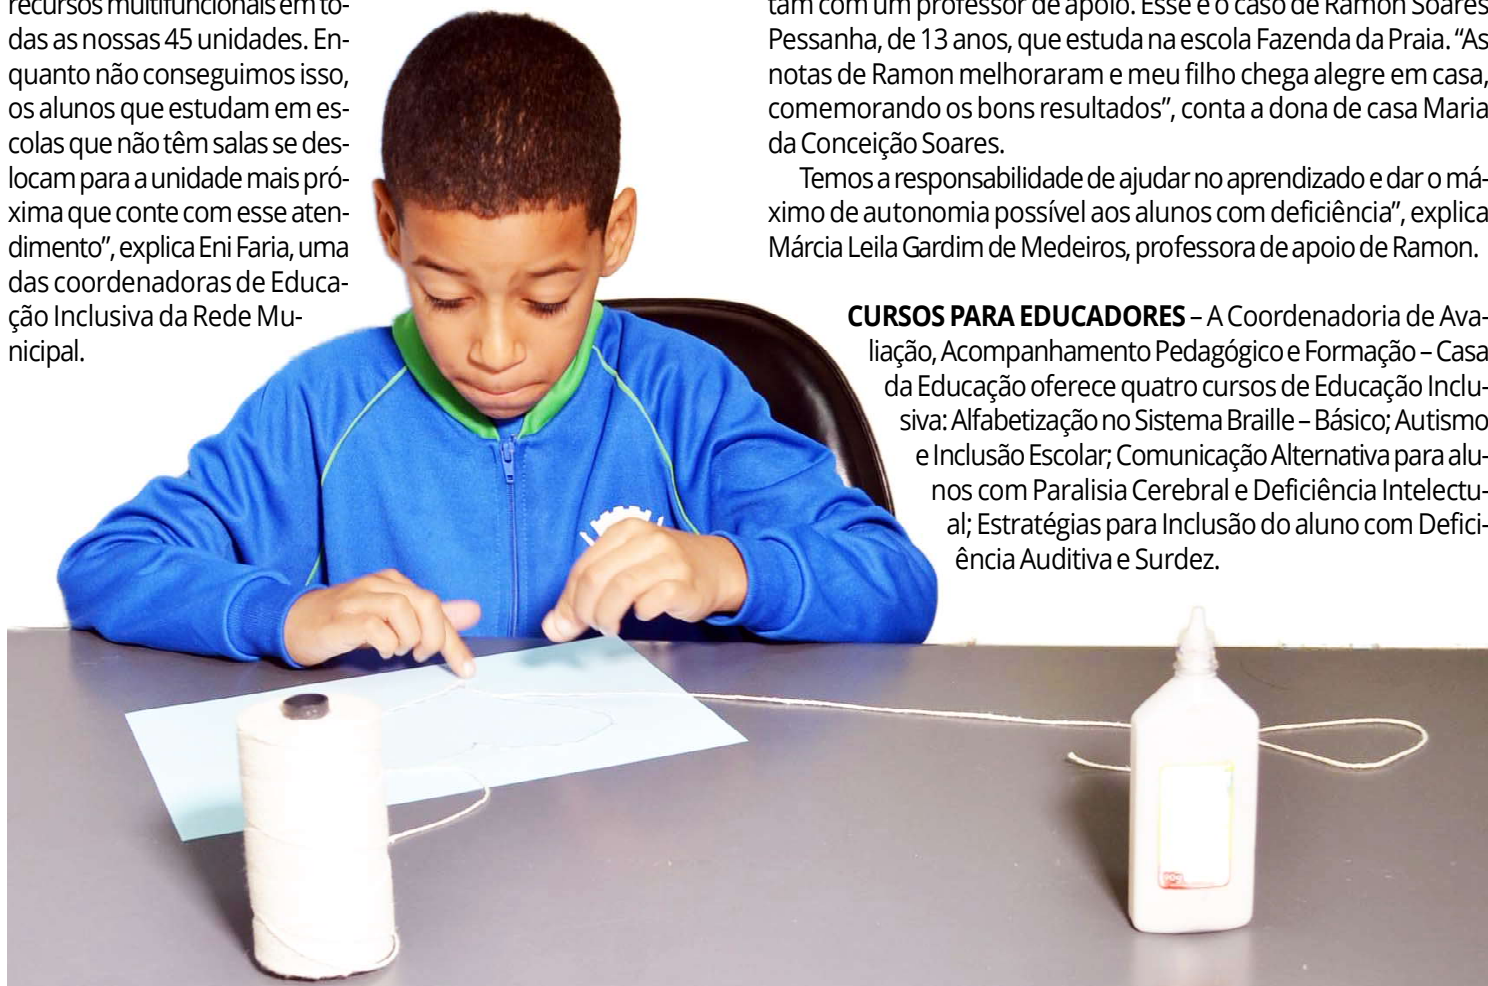 recursos multifuncionais em to-
das as nossas 45 unidades. En-
quanto não conseguimos isso,
os alunos que estudam em es-
colas que não têm salas se des-
locam para a unidade mais pró-
xima que conte com esse aten-
dimento”, explica Eni Faria, uma
das coordenadoras de Educa-
ção Inclusiva da Rede Mu-
nicipal.
tam com um professor de apoio. Esse é o caso de Ramon Soares
Pessanha, de 13 anos, que estuda na escola Fazenda da Praia. “As
notas de Ramon melhoraram e meu filho chega alegre em casa,
comemorando os bons resultados”, conta a dona de casa Maria
da Conceição Soares.
Temos a responsabilidade de ajudar no aprendizado e dar o má-
ximo de autonomia possível aos alunos com deficiência”, explica
Márcia Leila Gardim de Medeiros, professora de apoio de Ramon.
CURSOS PARA EDUCADORES – A Coordenadoria de Ava-
liação, Acompanhamento Pedagógico e Formação – Casa
da Educação oferece quatro cursos de Educação Inclu-
siva: Alfabetização no Sistema Braille – Básico; Autismo
e Inclusão Escolar; Comunicação Alternativa para alu-
nos com Paralisia Cerebral e Deficiência Intelectu-
al; Estratégias para Inclusão do aluno com Defici-
ência Auditiva e Surdez.